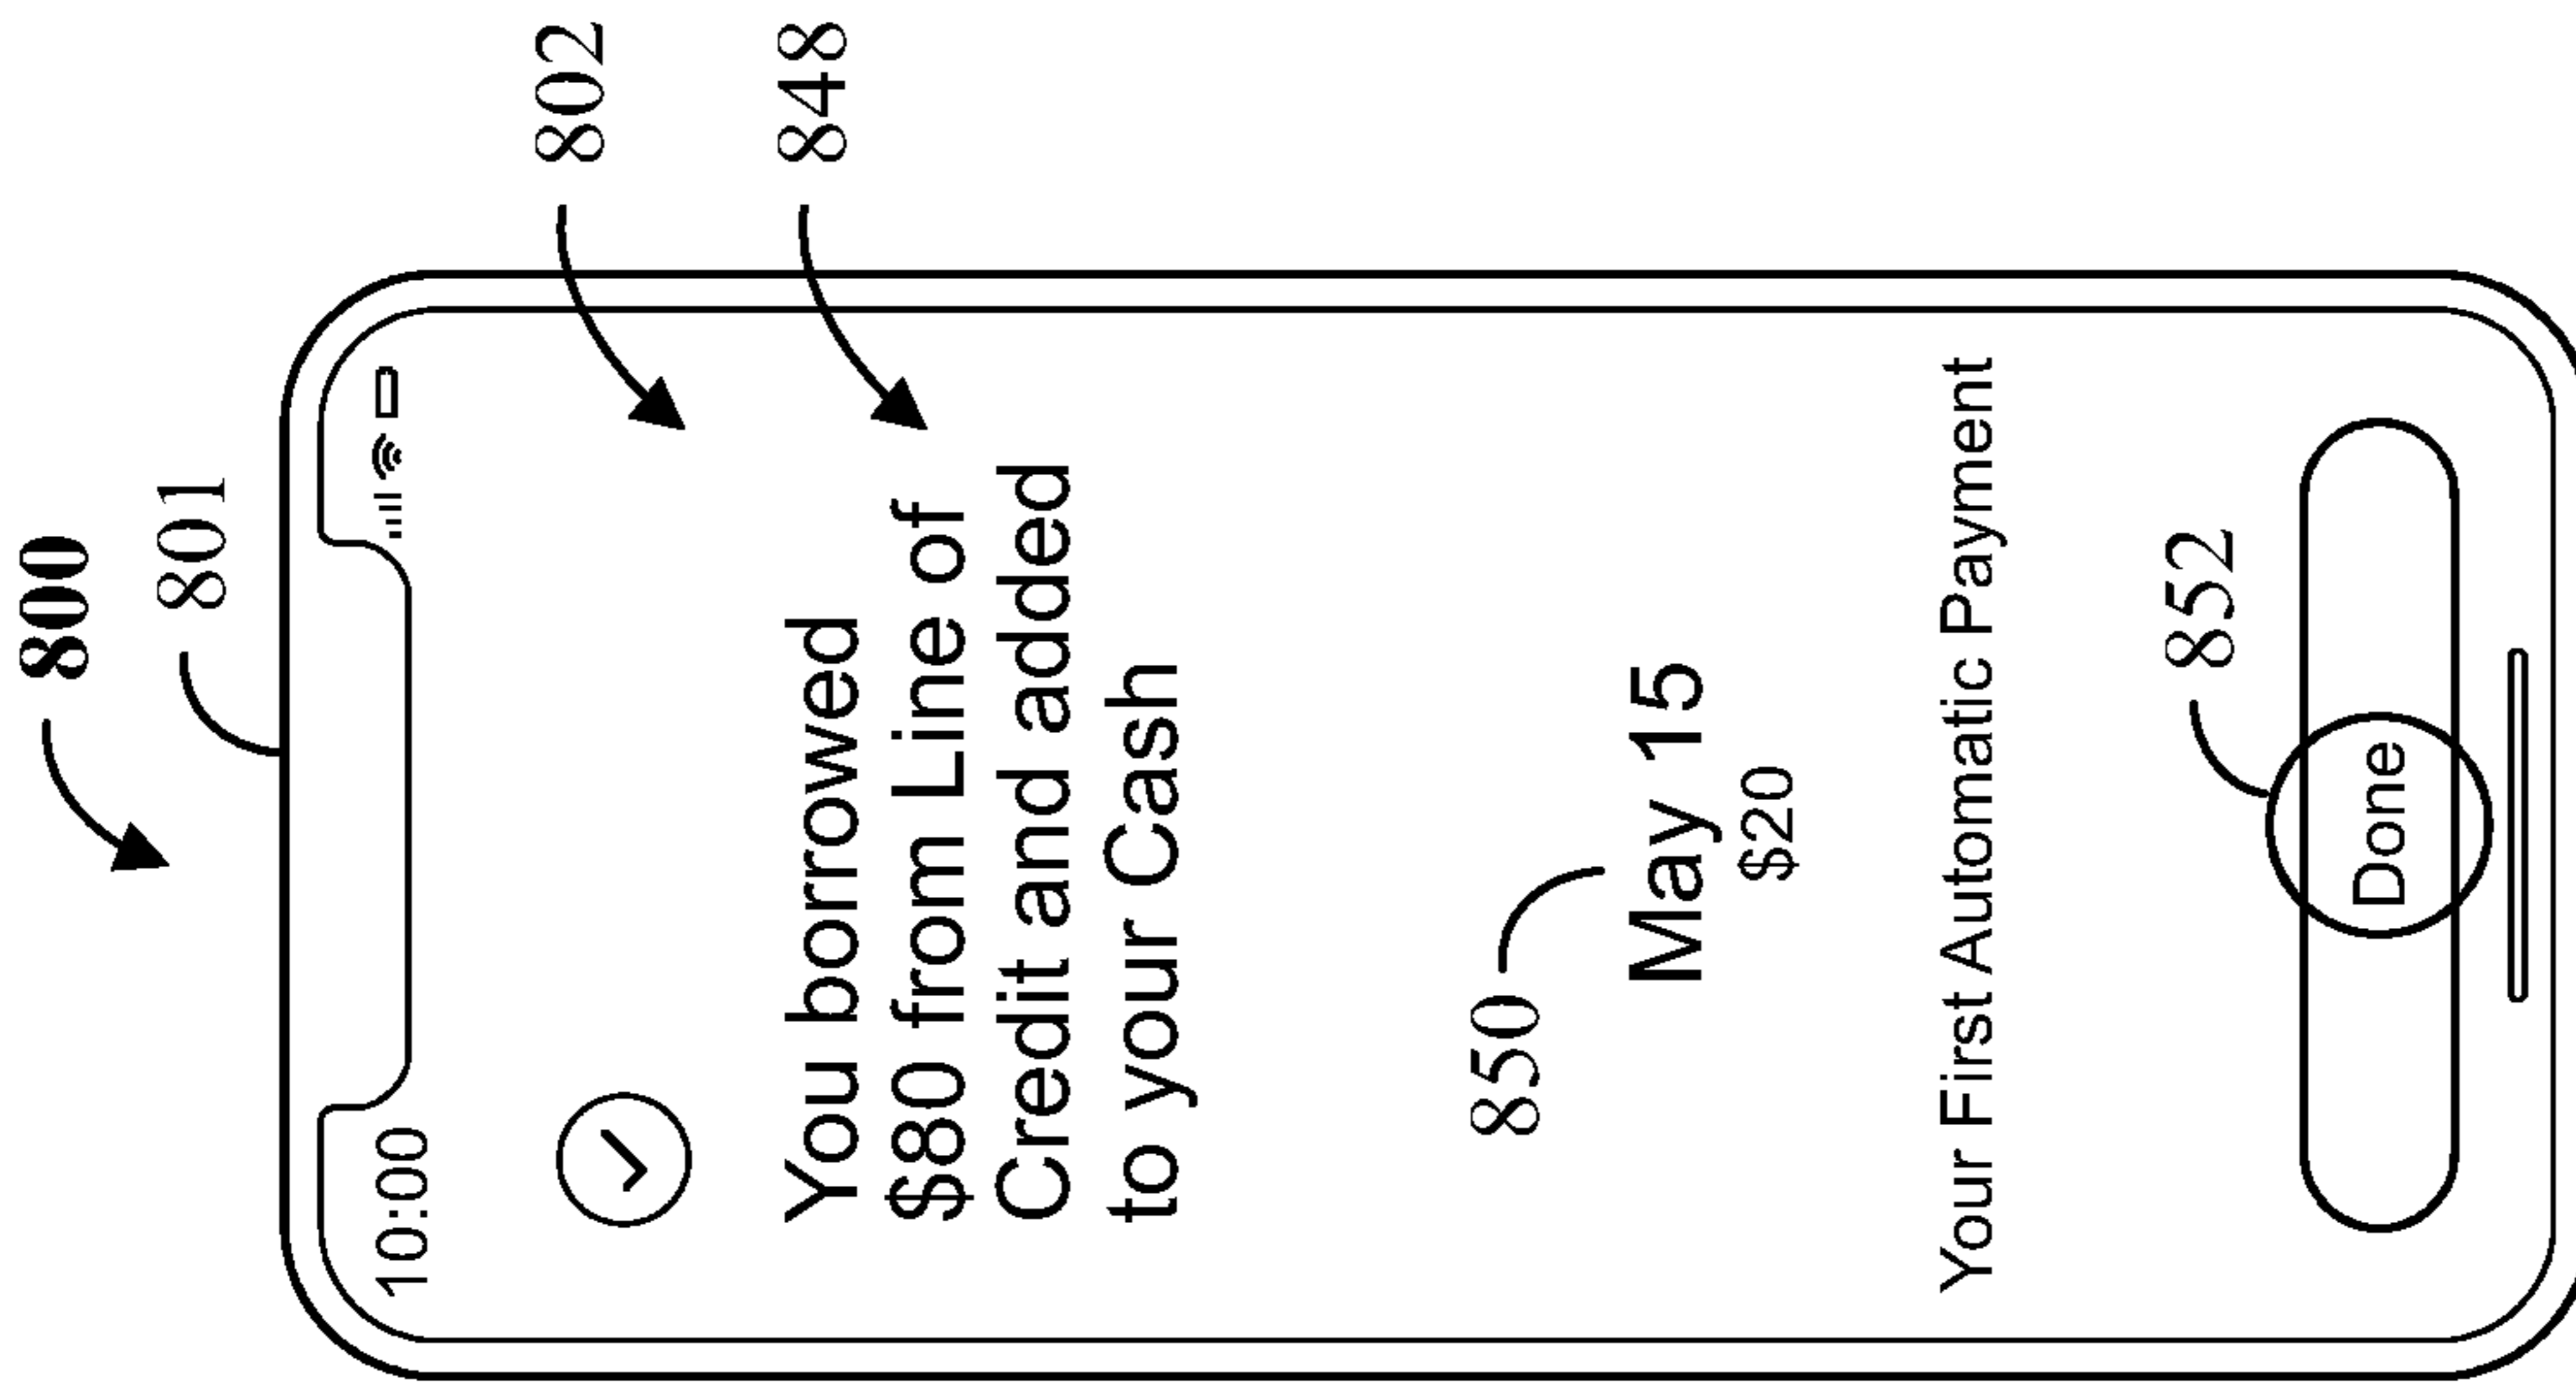 800
801
10:00
802
848
You borrowed
$80 from Line of
Credit and added
to your Cash
850
May 15
$20
Your First Automatic Payment
852
Done